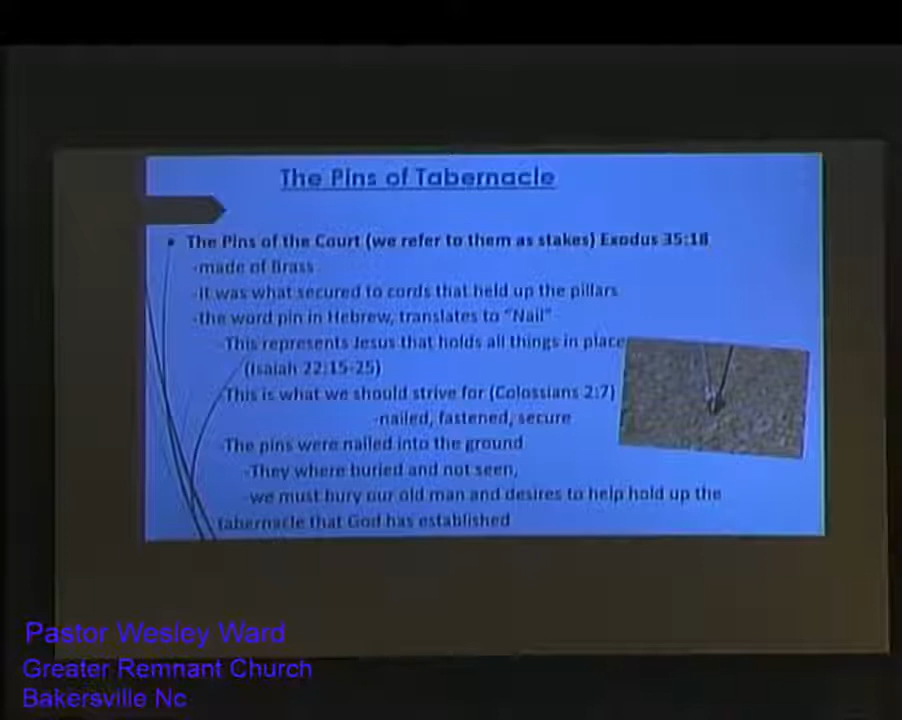 The Pins of Tabernacle
• The Pins of the Court (we refer to them as stakes) Exodus 35:18
-made of Brass
-It was what secured to cords that held up the pillars
-the word pin in Hebrew, translates to "Nail"
-This represents Jesus that holds all things in place
(Isaiah 22:15-25)
-This is what we should strive for (Colossians 2:7)
-nailed, fastened, secure
-The pins were nailed into the ground
-They where buried and not seen,
-we must bury our old man and desires to help hold up the
tabernacle that God has established
Pastor Wesley Ward
Greater Remnant Church
Bakersville Nc